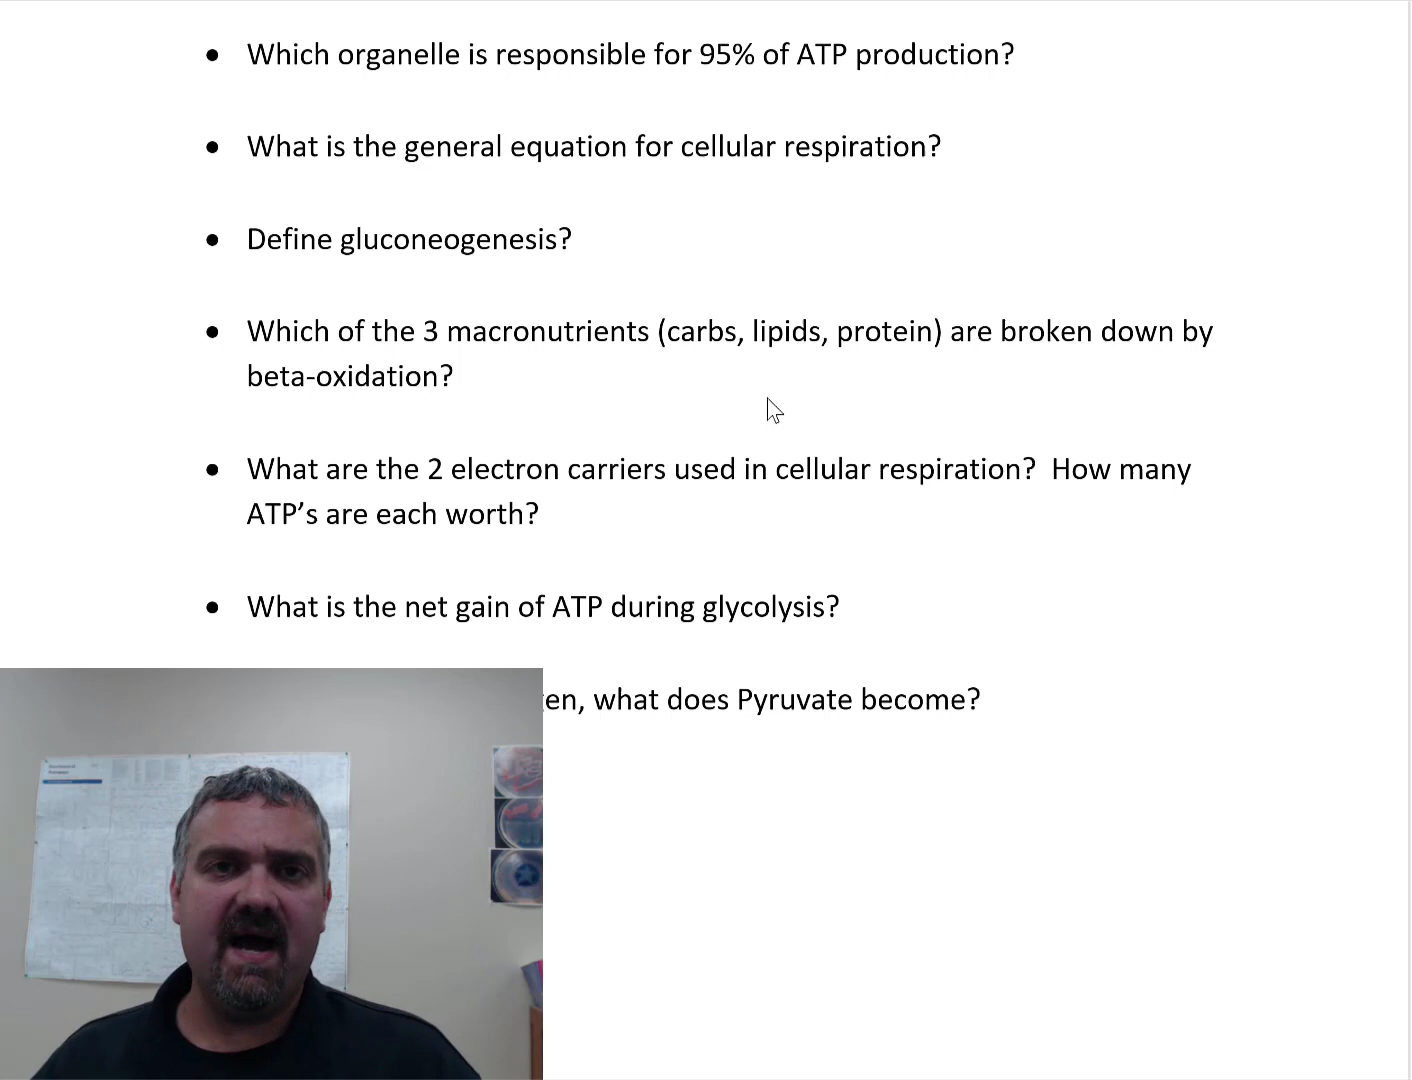 • Which organelle is responsible for 95% of ATP production?
• What is the general equation for cellular respiration?
• Define gluconeogenesis?
• Which of the 3 macronutrients (carbs, lipids, protein) are broken down by
beta-oxidation?
• What are the 2 electron carriers used in cellular respiration?  How many
ATP’s are each worth?
• What is the net gain of ATP during glycolysis?
en, what does Pyruvate become?